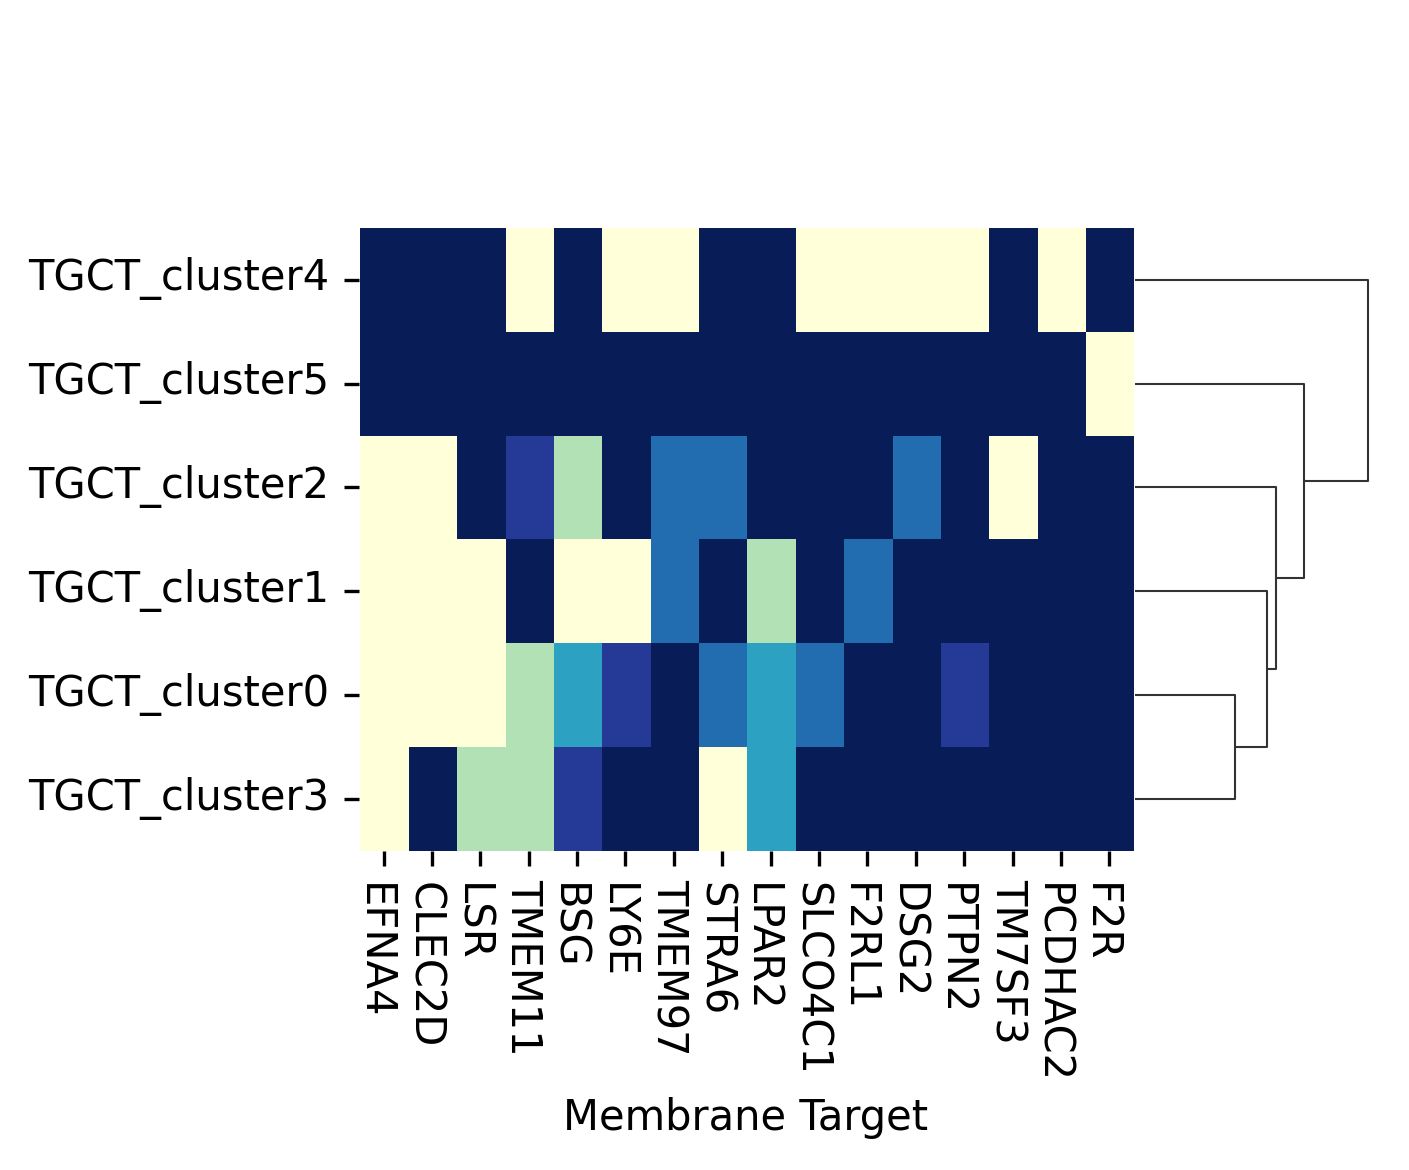 TGCT_cluster4
TGCT_cluster5
TGCT_cluster2
TGCT_cluster1
TGCT_cluster0
TGCT_cluster3
EFNA4
CLEC2D
LSR
TMEM11
BSG
LY6E
TMEM97
STRA6
LPAR2
SLCO4C1
F2RL1
DSG2
PTPN2
TM7SF3
PCDHAC2
F2R
Membrane Target